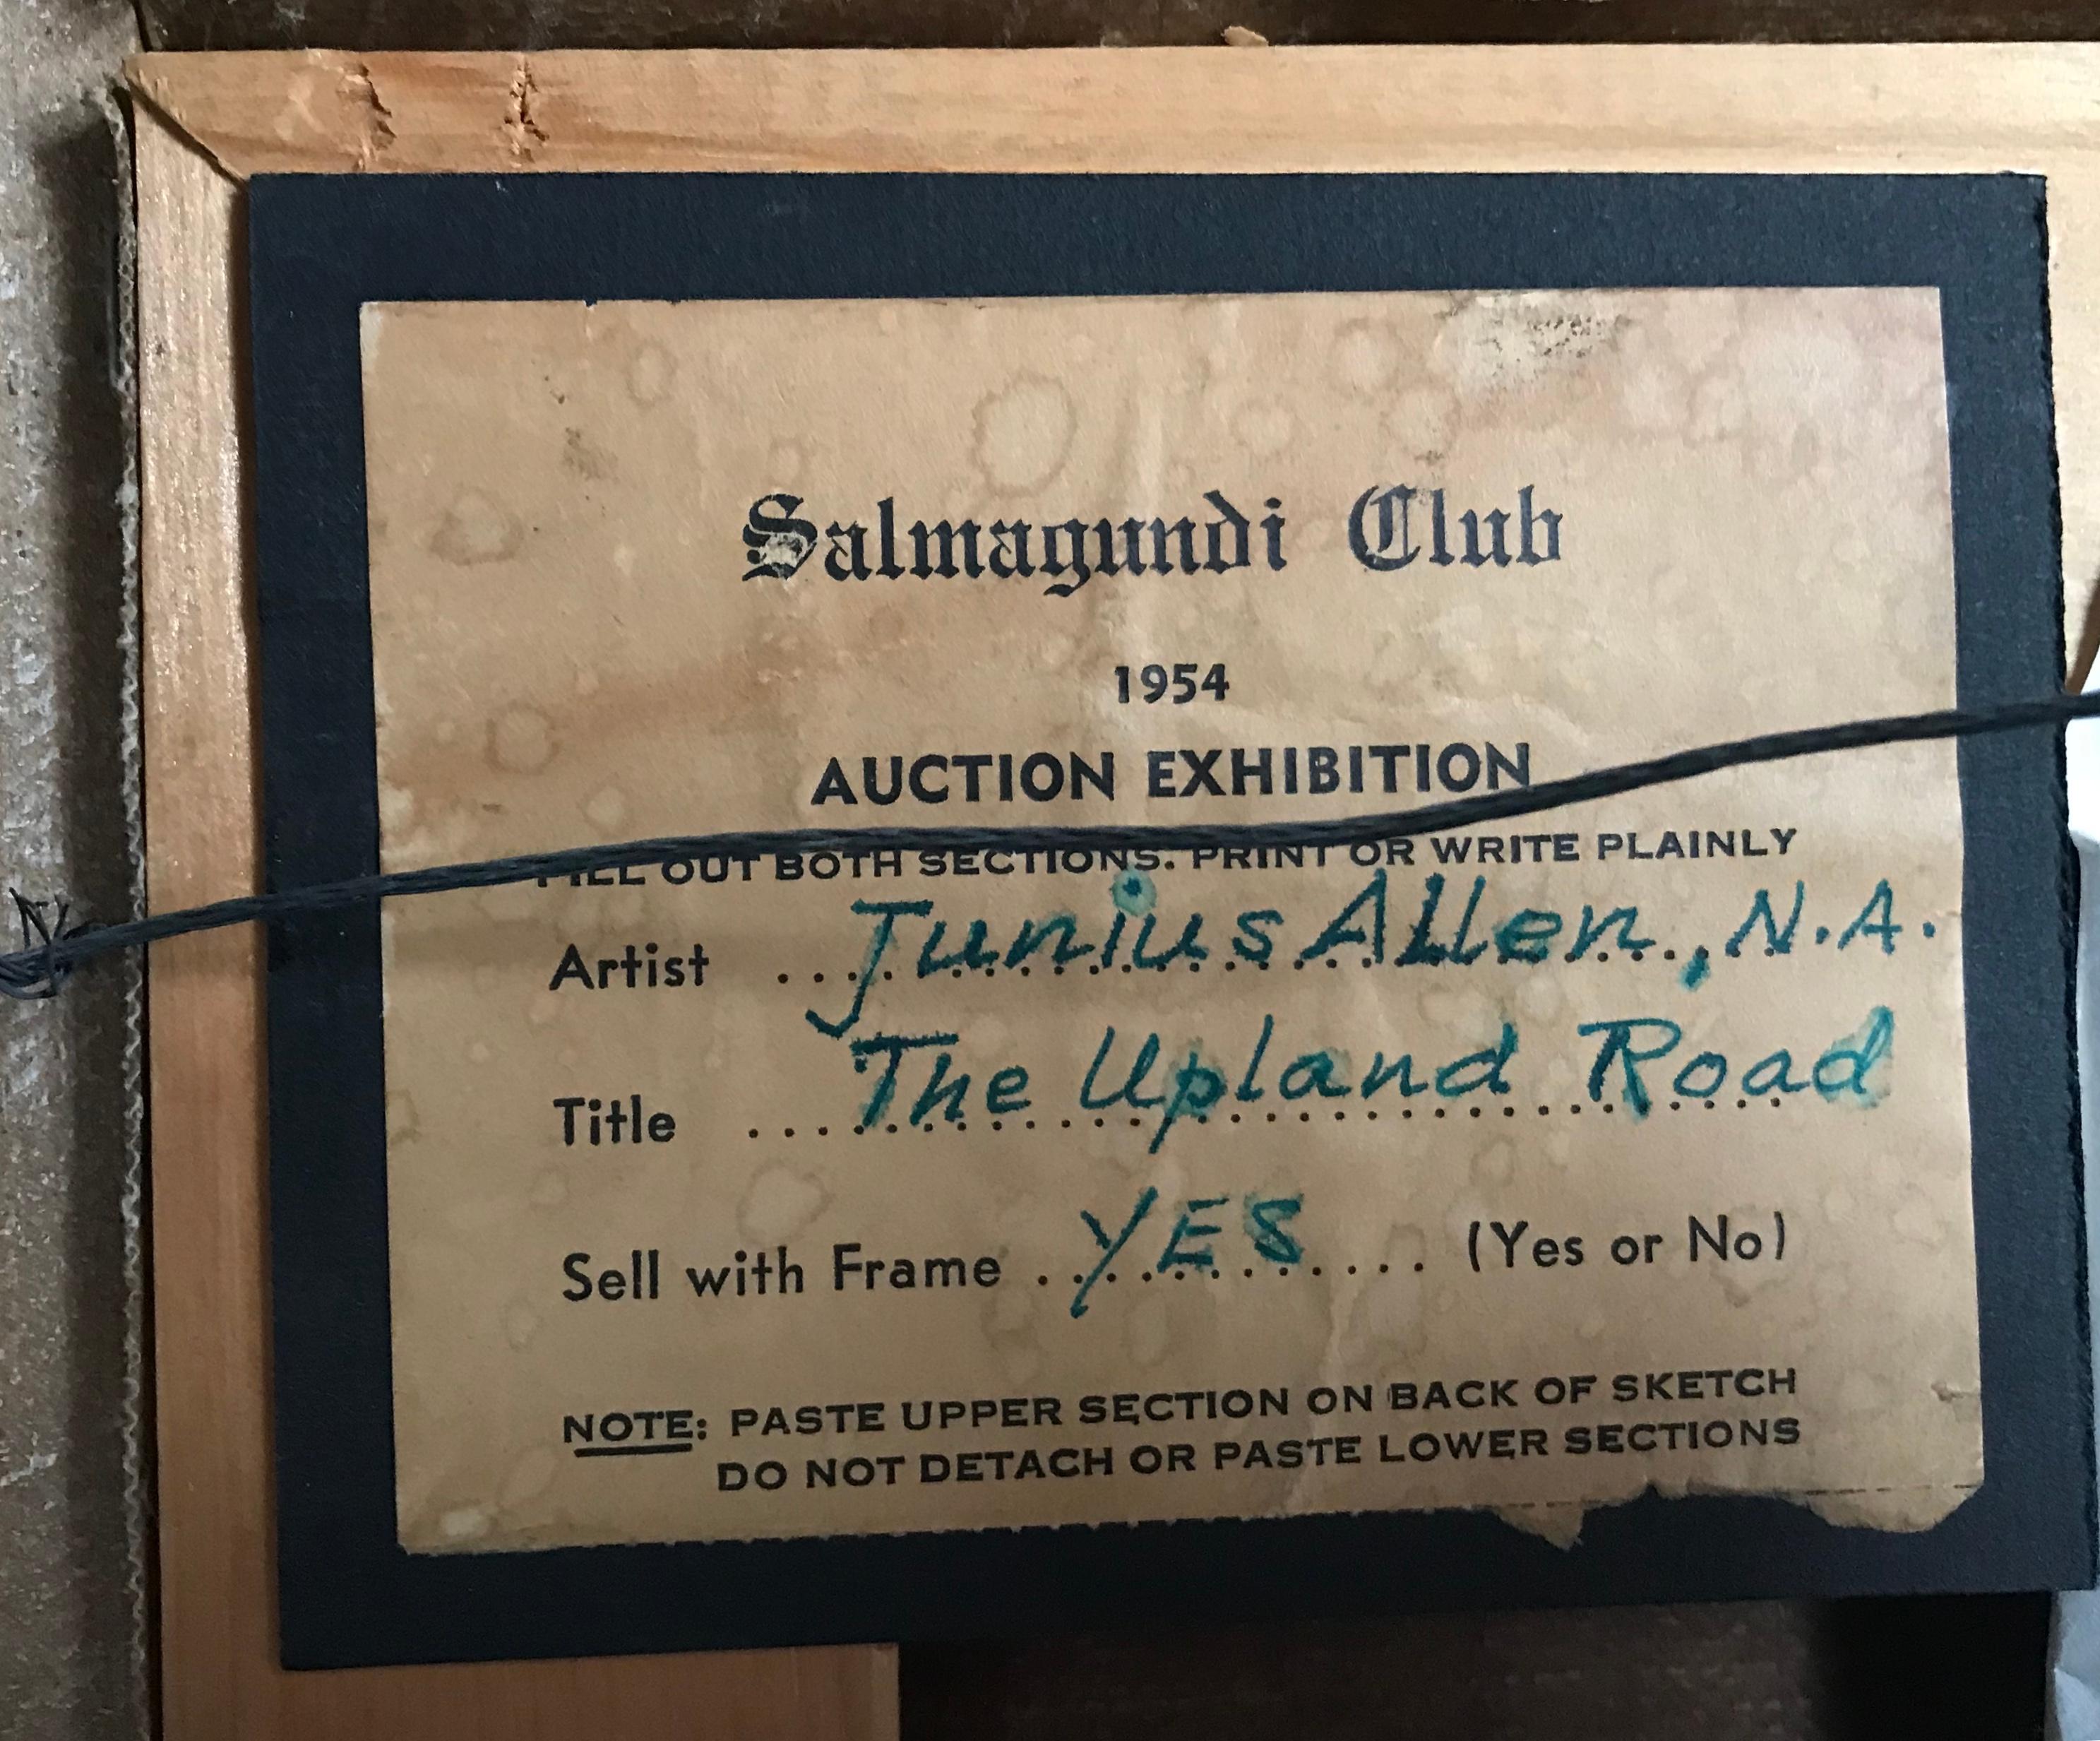 Salmagundi Club
1954
AUCTION EXHIBITION
FILL OUT BOTH SECTIONS. PRINT OR WRITE PLAINLY
Artist .... Junius Allen, N.A.
Title .... The Upland Road
Sell with Frame .. YES .... (Yes or No)
NOTE: PASTE UPPER SECTION ON BACK OF SKETCH
DO NOT DETACH OR PASTE LOWER SECTIONS